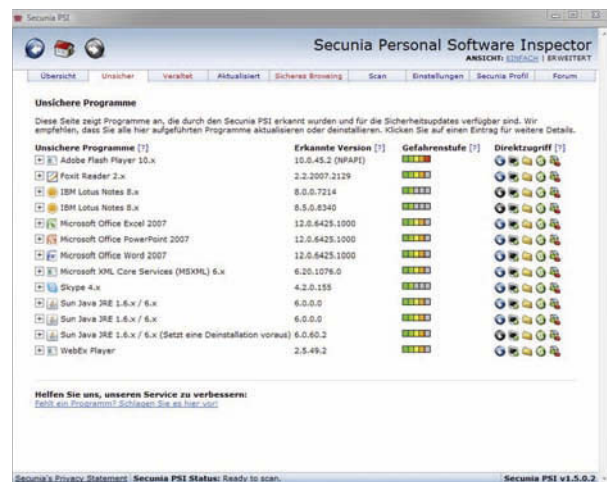 Secunia PSI
Secunia Personal Software Inspector
ANSICHT: EINFACH | ERWEITERT
Übersicht Unsicher Veraltet Aktualisiert Sicheres Browsing Scan Einstellungen Secunia Profil Forum
Unsichere Programme
Diese Seite zeigt Programme an, die durch den Secunia PSI erkannt wurden und für die Sicherheitsupdates verfügbar sind. Wir
empfehlen, dass Sie alle hier aufgeführten Programme aktualisieren oder deinstallieren. Klicken Sie auf einen Eintrag für weitere Details.
Unsichere Programme [?] Erkannte Version [?] Gefahrenstufe [?] Direktzugriff [?]
Adobe Flash Player 10.x 10.0.45.2 (NPAPI)
Foxit Reader 2.x 2.2.2007.2129
IBM Lotus Notes 8.x 8.0.0.7214
IBM Lotus Notes 8.x 8.5.0.8340
Microsoft Office Excel 2007 12.0.6425.1000
Microsoft Office PowerPoint 2007 12.0.6425.1000
Microsoft Office Word 2007 12.0.6425.1000
Microsoft XML Core Services (MSXML) 6.x 6.20.1076.0
Skype 4.x 4.2.0.155
Sun Java JRE 1.6.x / 6.x 6.0.0.0
Sun Java JRE 1.6.x / 6.x 6.0.0.0
Sun Java JRE 1.6.x / 6.x (Setzt eine Deinstallation voraus) 6.0.60.2
WebEx Player 2.5.49.2
Helfen Sie uns, unseren Service zu verbessern:
Fehlt ein Programm? Schlagen Sie es hier vor!
Secunia's Privacy Statement Secunia PSI Status: Ready to scan. Secunia PSI v1.5.0.2